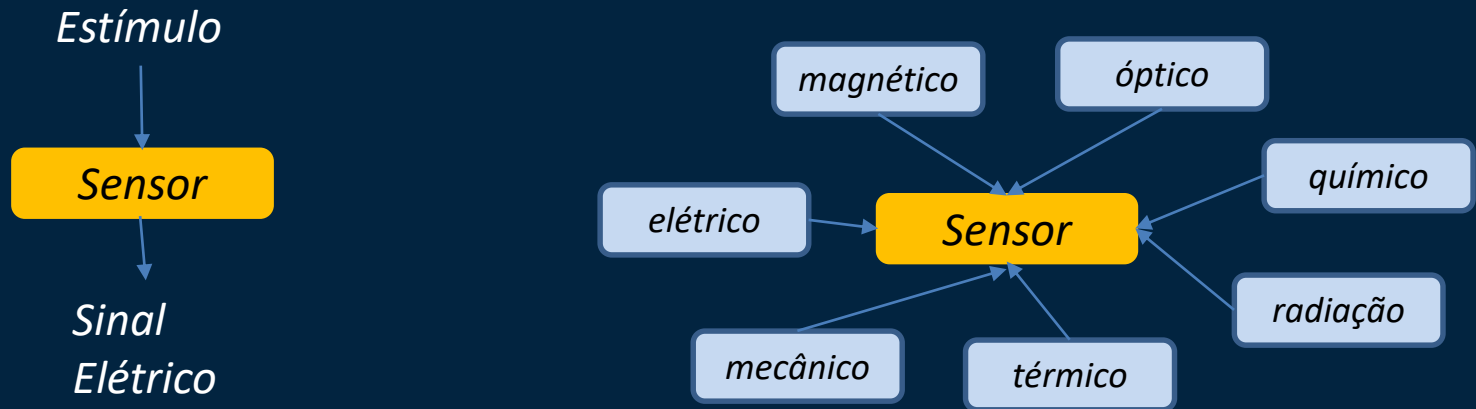 Estímulo
Sensor
Sinal
Elétrico
magnético
óptico
químico
elétrico
Sensor
radiação
mecânico
térmico